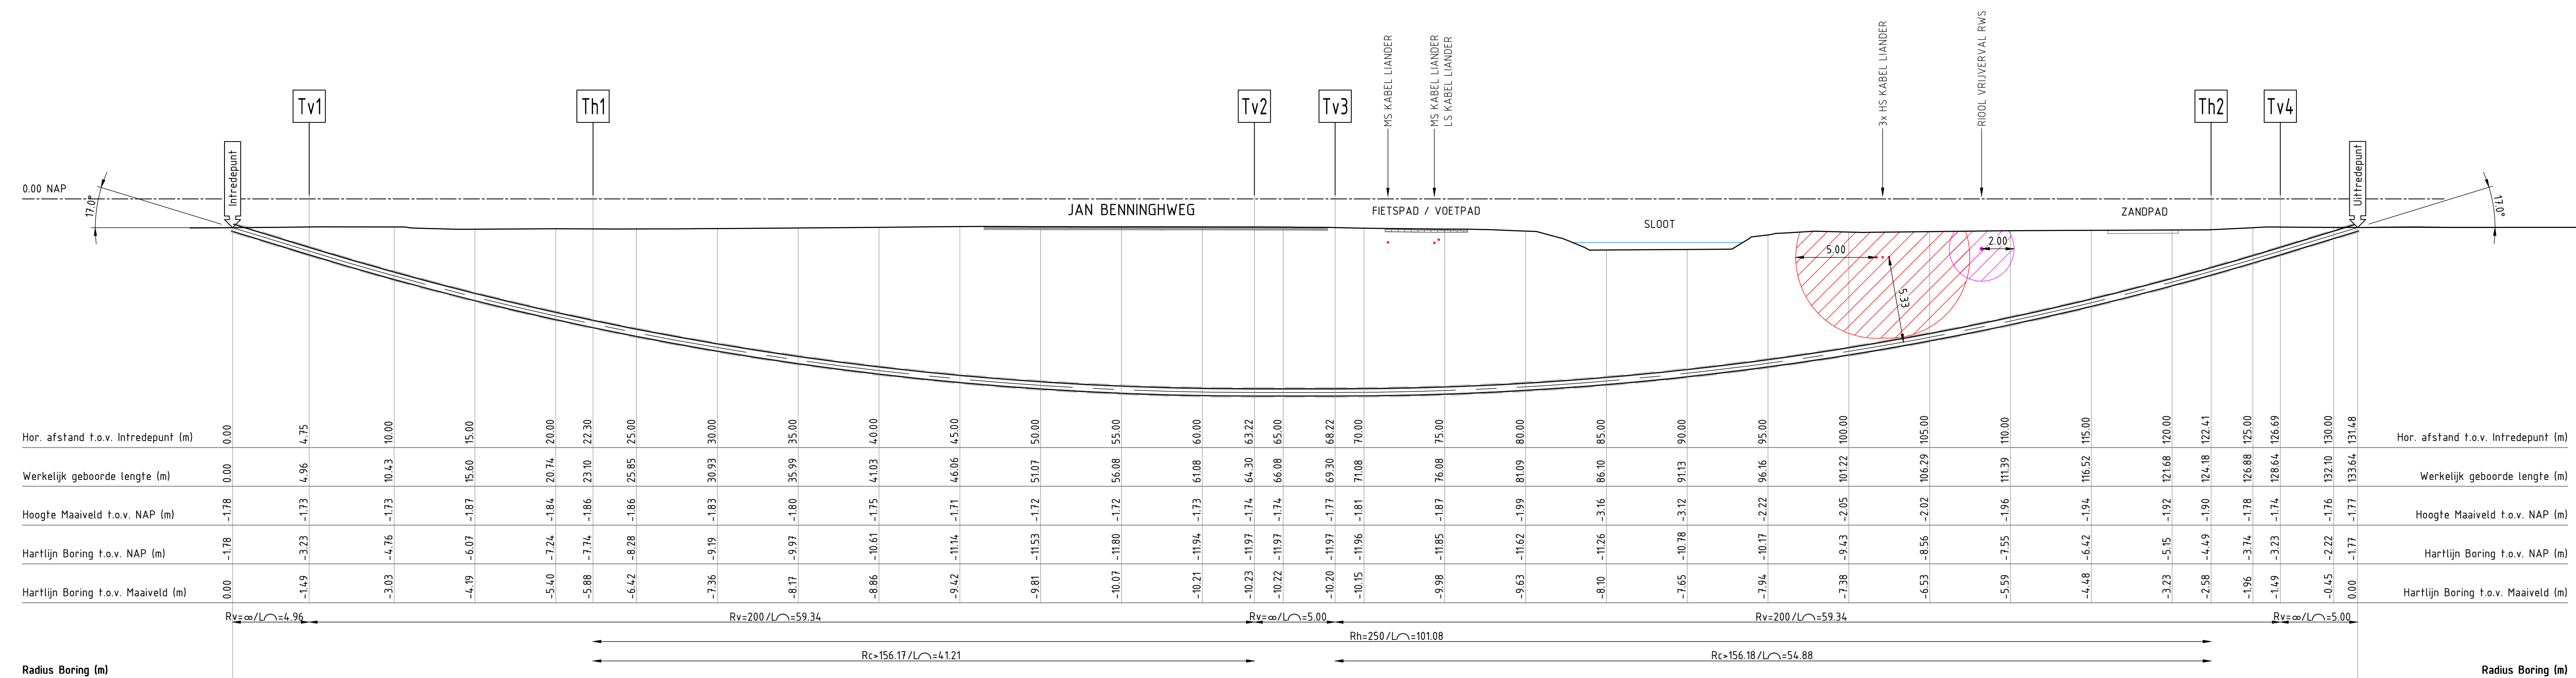 MS KABEL LIANDER
MS KABEL LIANDER
LS KABEL LIANDER
3x HS KABEL LIANDER
RIOOL VRIJVERVAL RWS
Tv1
Th1
Tv2
Tv3
Th2
Tv4
Intredepunt
Uittredepunt
0.00 NAP
17.0°
17.0°
JAN BENNINGHWEG
FIETSPAD / VOETPAD
SLOOT
ZANDPAD
5.00
2.00
5.33
Hor. afstand t.o.v. Intredepunt (m) 0.00 4.75 10.00 15.00 20.00 22.30 25.00 30.00 35.00 40.00 45.00 50.00 55.00 60.00 63.22 65.00 68.22 70.00 75.00 80.00 85.00 90.00 95.00 100.00 105.00 110.00 115.00 120.00 122.41 125.00 126.69 130.00 131.48 Hor. afstand t.o.v. Intredepunt (m)
Werkelijk geboorde lengte (m) 0.00 4.96 10.43 15.60 20.74 23.10 25.85 30.93 35.99 41.03 46.06 51.07 56.08 61.08 64.30 66.08 69.30 71.08 76.08 81.09 86.10 91.13 96.16 101.22 106.29 111.39 116.52 121.68 124.18 126.88 128.64 132.10 133.64 Werkelijk geboorde lengte (m)
Hoogte Maaiveld t.o.v. NAP (m) -1.78 -1.73 -1.73 -1.87 -1.84 -1.86 -1.86 -1.83 -1.80 -1.75 -1.71 -1.72 -1.72 -1.73 -1.74 -1.74 -1.77 -1.81 -1.87 -1.99 -3.16 -3.12 -2.22 -2.05 -2.02 -1.96 -1.94 -1.92 -1.90 -1.78 -1.74 -1.76 -1.77 Hoogte Maaiveld t.o.v. NAP (m)
Hartlijn Boring t.o.v. NAP (m) -1.78 -3.23 -4.76 -6.07 -7.24 -7.74 -8.28 -9.19 -9.97 -10.61 -11.14 -11.53 -11.80 -11.94 -11.97 -11.97 -11.97 -11.96 -11.85 -11.62 -11.26 -10.78 -10.17 -9.43 -8.56 -7.55 -6.42 -5.15 -4.49 -3.74 -3.23 -2.22 -1.77 Hartlijn Boring t.o.v. NAP (m)
Hartlijn Boring t.o.v. Maaiveld (m) 0.00 -1.49 -3.03 -4.19 -5.40 -5.88 -6.42 -7.36 -8.17 -8.86 -9.42 -9.81 -10.07 -10.21 -10.23 -10.22 -10.20 -10.15 -9.98 -9.63 -8.10 -7.65 -7.94 -7.38 -6.53 -5.59 -4.48 -3.23 -2.58 -1.96 -1.49 -0.45 0.00 Hartlijn Boring t.o.v. Maaiveld (m)
Rv=∞/L⌒=4.96 Rv=200/L⌒=59.34 Rv=∞/L⌒=5.00 Rv=200/L⌒=59.34 Rv=∞/L⌒=5.00
Rh=250/L⌒=101.08
Rc>156.17/L⌒=41.21 Rc>156.18/L⌒=54.88
Radius Boring (m) Radius Boring (m)